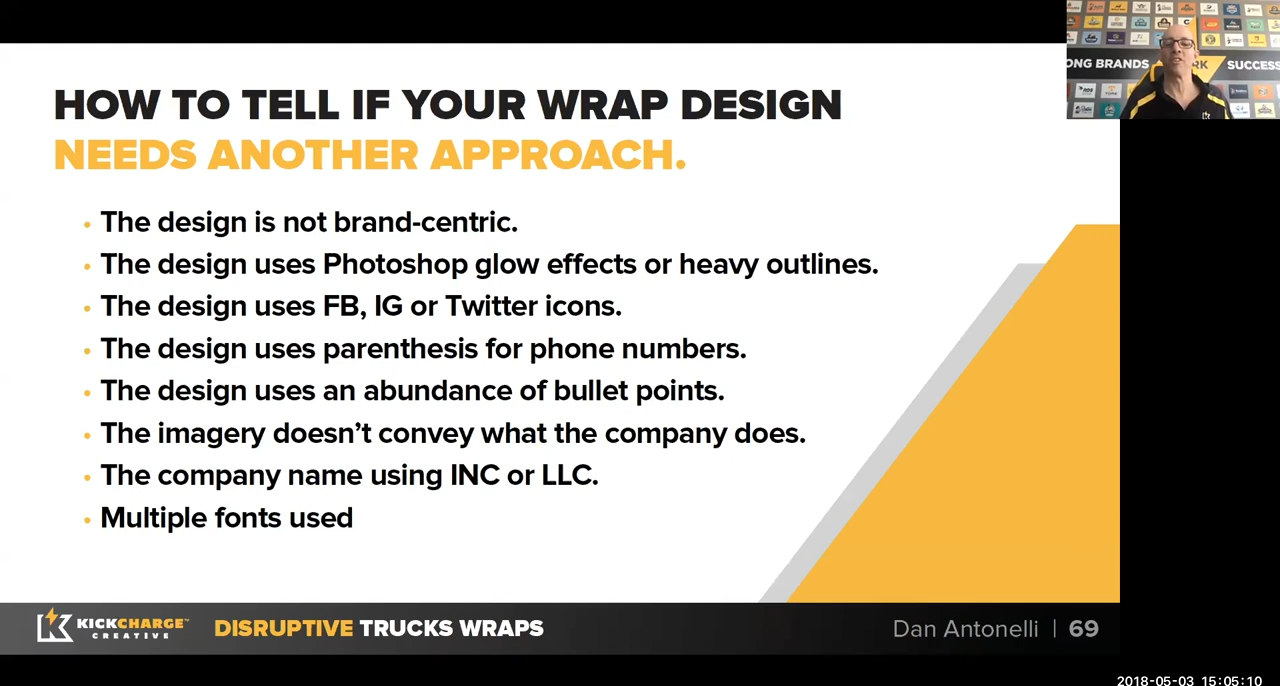 HOW TO TELL IF YOUR WRAP DESIGN
NEEDS ANOTHER APPROACH.
• The design is not brand-centric.
• The design uses Photoshop glow effects or heavy outlines.
• The design uses FB, IG or Twitter icons.
• The design uses parenthesis for phone numbers.
• The design uses an abundance of bullet points.
• The imagery doesn’t convey what the company does.
• The company name using INC or LLC.
• Multiple fonts used
ONG BRANDS RK SUCCESS
KICKCHARGE™
CREATIVE
DISRUPTIVE TRUCKS WRAPS
Dan Antonelli | 69
2018-05-03 15:05:10